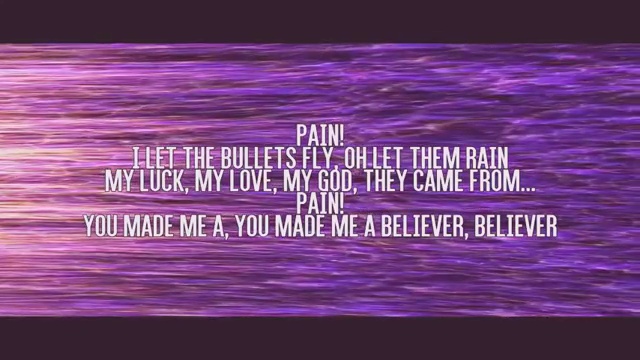 PAIN!
I LET THE BULLETS FLY, OH LET THEM RAIN
MY LUCK, MY LOVE, MY GOD, THEY CAME FROM...
PAIN!
YOU MADE ME A, YOU MADE ME A BELIEVER, BELIEVER